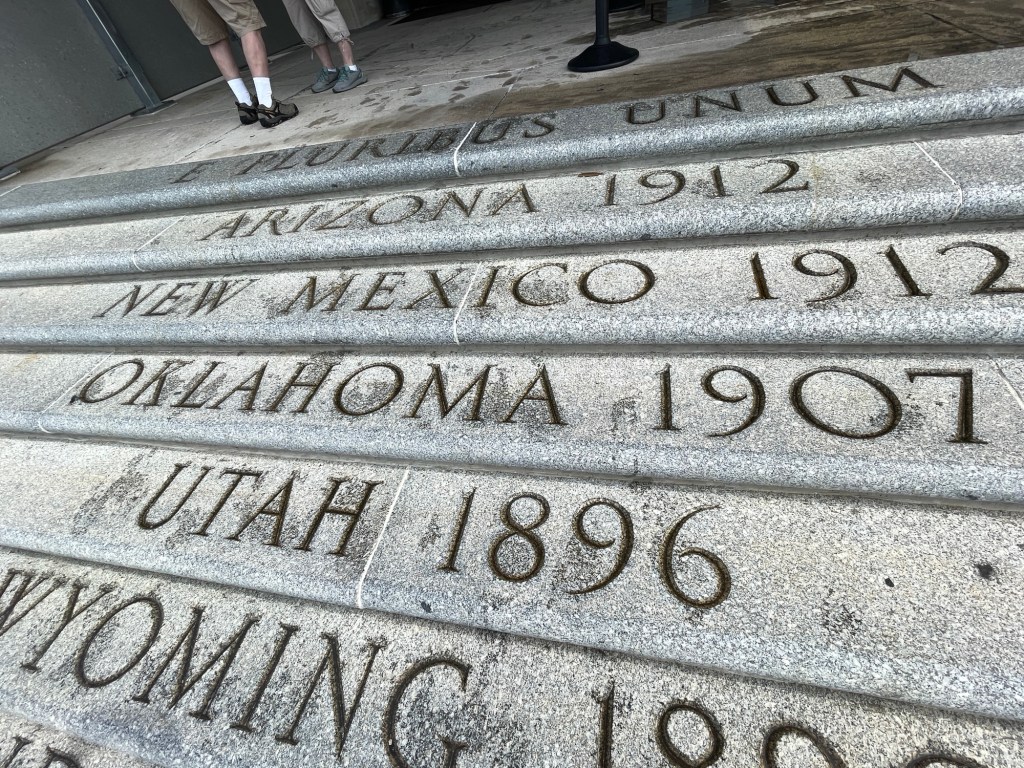 E PLURIBUS UNUM
ARIZONA 1912
NEW MEXICO 1912
OKLAHOMA 1907
UTAH 1896
WYOMING